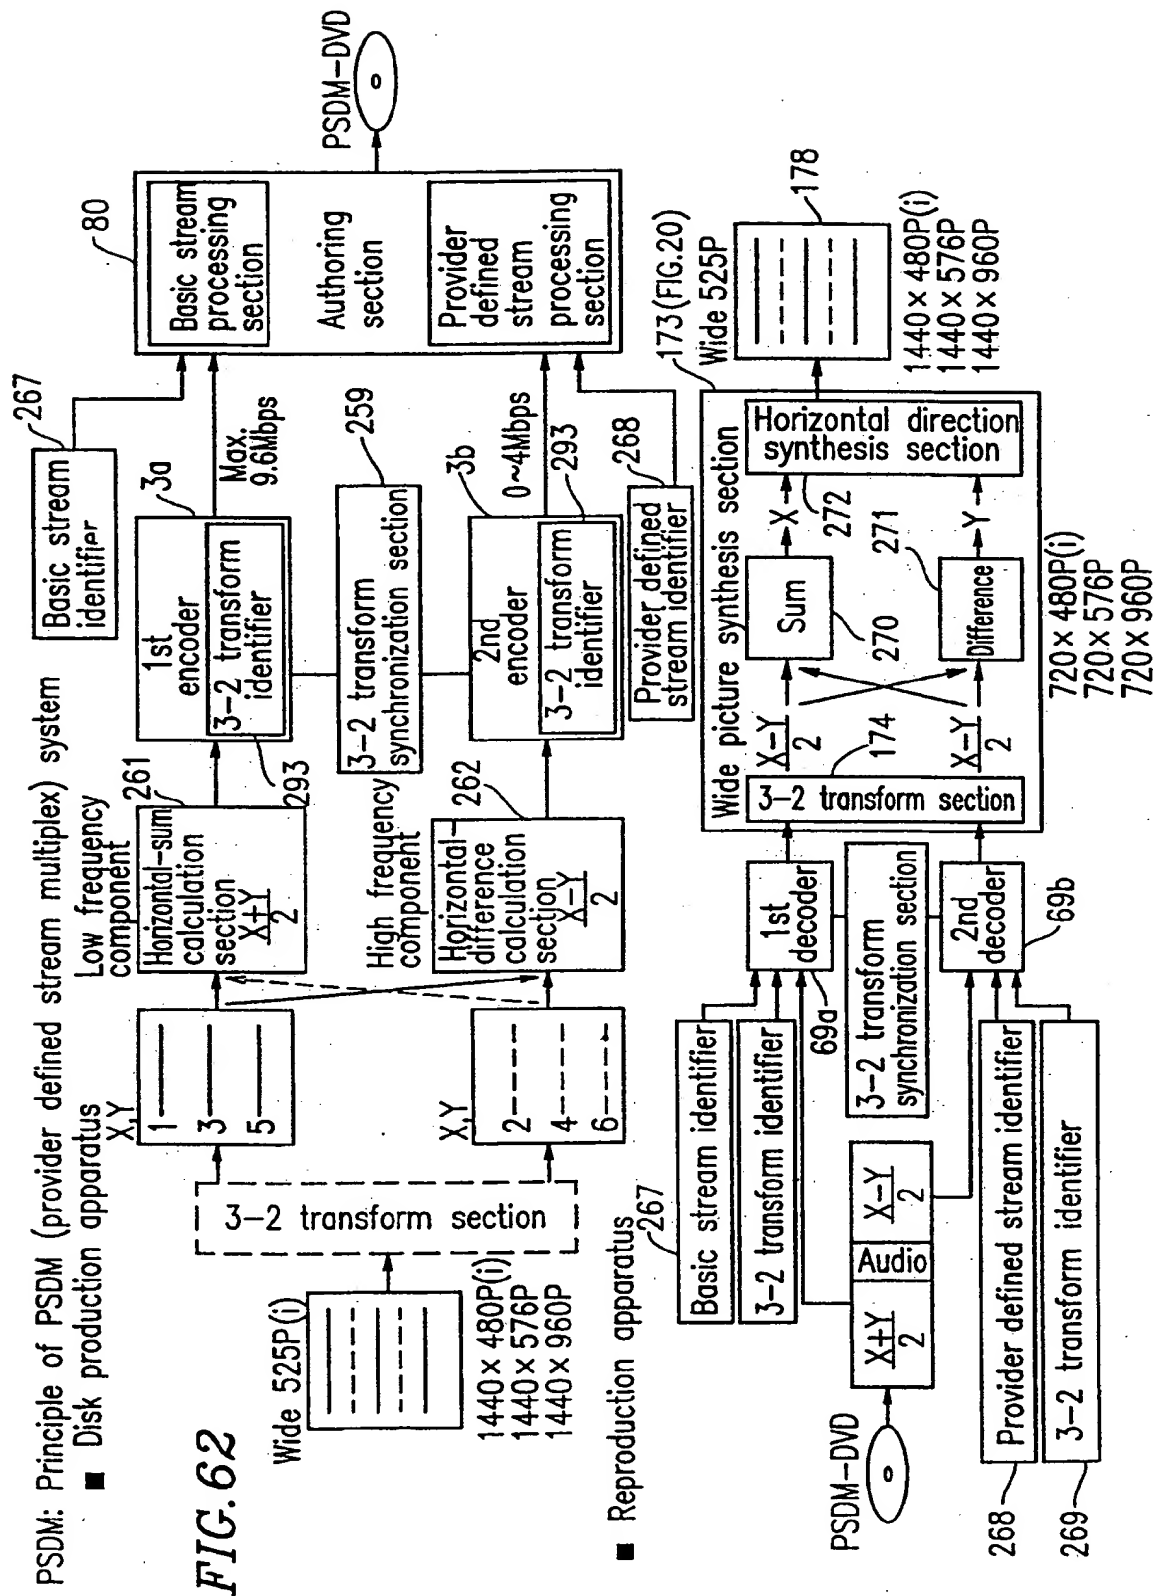 PSDM: Principle of PSDM (provider defined stream multiplex) system
■ Disk production apparatus
FIG.62
Wide 525P(i)
1440×480P(i)
1440×576P
1440×960P
3-2 transform section
X,Y
1
3
5
X,Y
2
4
6
Low frequency
component
261
Horizontal-sum
calculation
section
X+Y
2
293
High frequency
component
262
Horizontal-
difference
calculation
section
X-Y
2
Basic stream
identifier
267
1st
encoder
3-2 transform
identifier
3a
Max.
9.6Mbps
3-2 transform
synchronization section
259
2nd
encoder
3-2 transform
identifier
3b
0~4Mbps
293
Provider defined
stream identifier
268
80
Basic stream
processing
section
Authoring
section
Provider
defined
stream
processing
section
PSDM-DVD
■ Reproduction apparatus
PSDM-DVD
X+Y
2
Audio
X-Y
2
267
Basic stream identifier
3-2 transform identifier
Provider defined stream identifier
268
3-2 transform identifier
269
1st
decoder
69a
3-2 transform
synchronization section
2nd
decoder
69b
173(FIG.20)
Wide picture synthesis section
3-2 transform section
174
X-Y
2
X-Y
2
Sum
270
Difference
271
X
Y
272
Horizontal direction
synthesis section
720×480P(i)
720×576P
720×960P
Wide 525P
178
1440×480P(i)
1440×576P
1440×960P